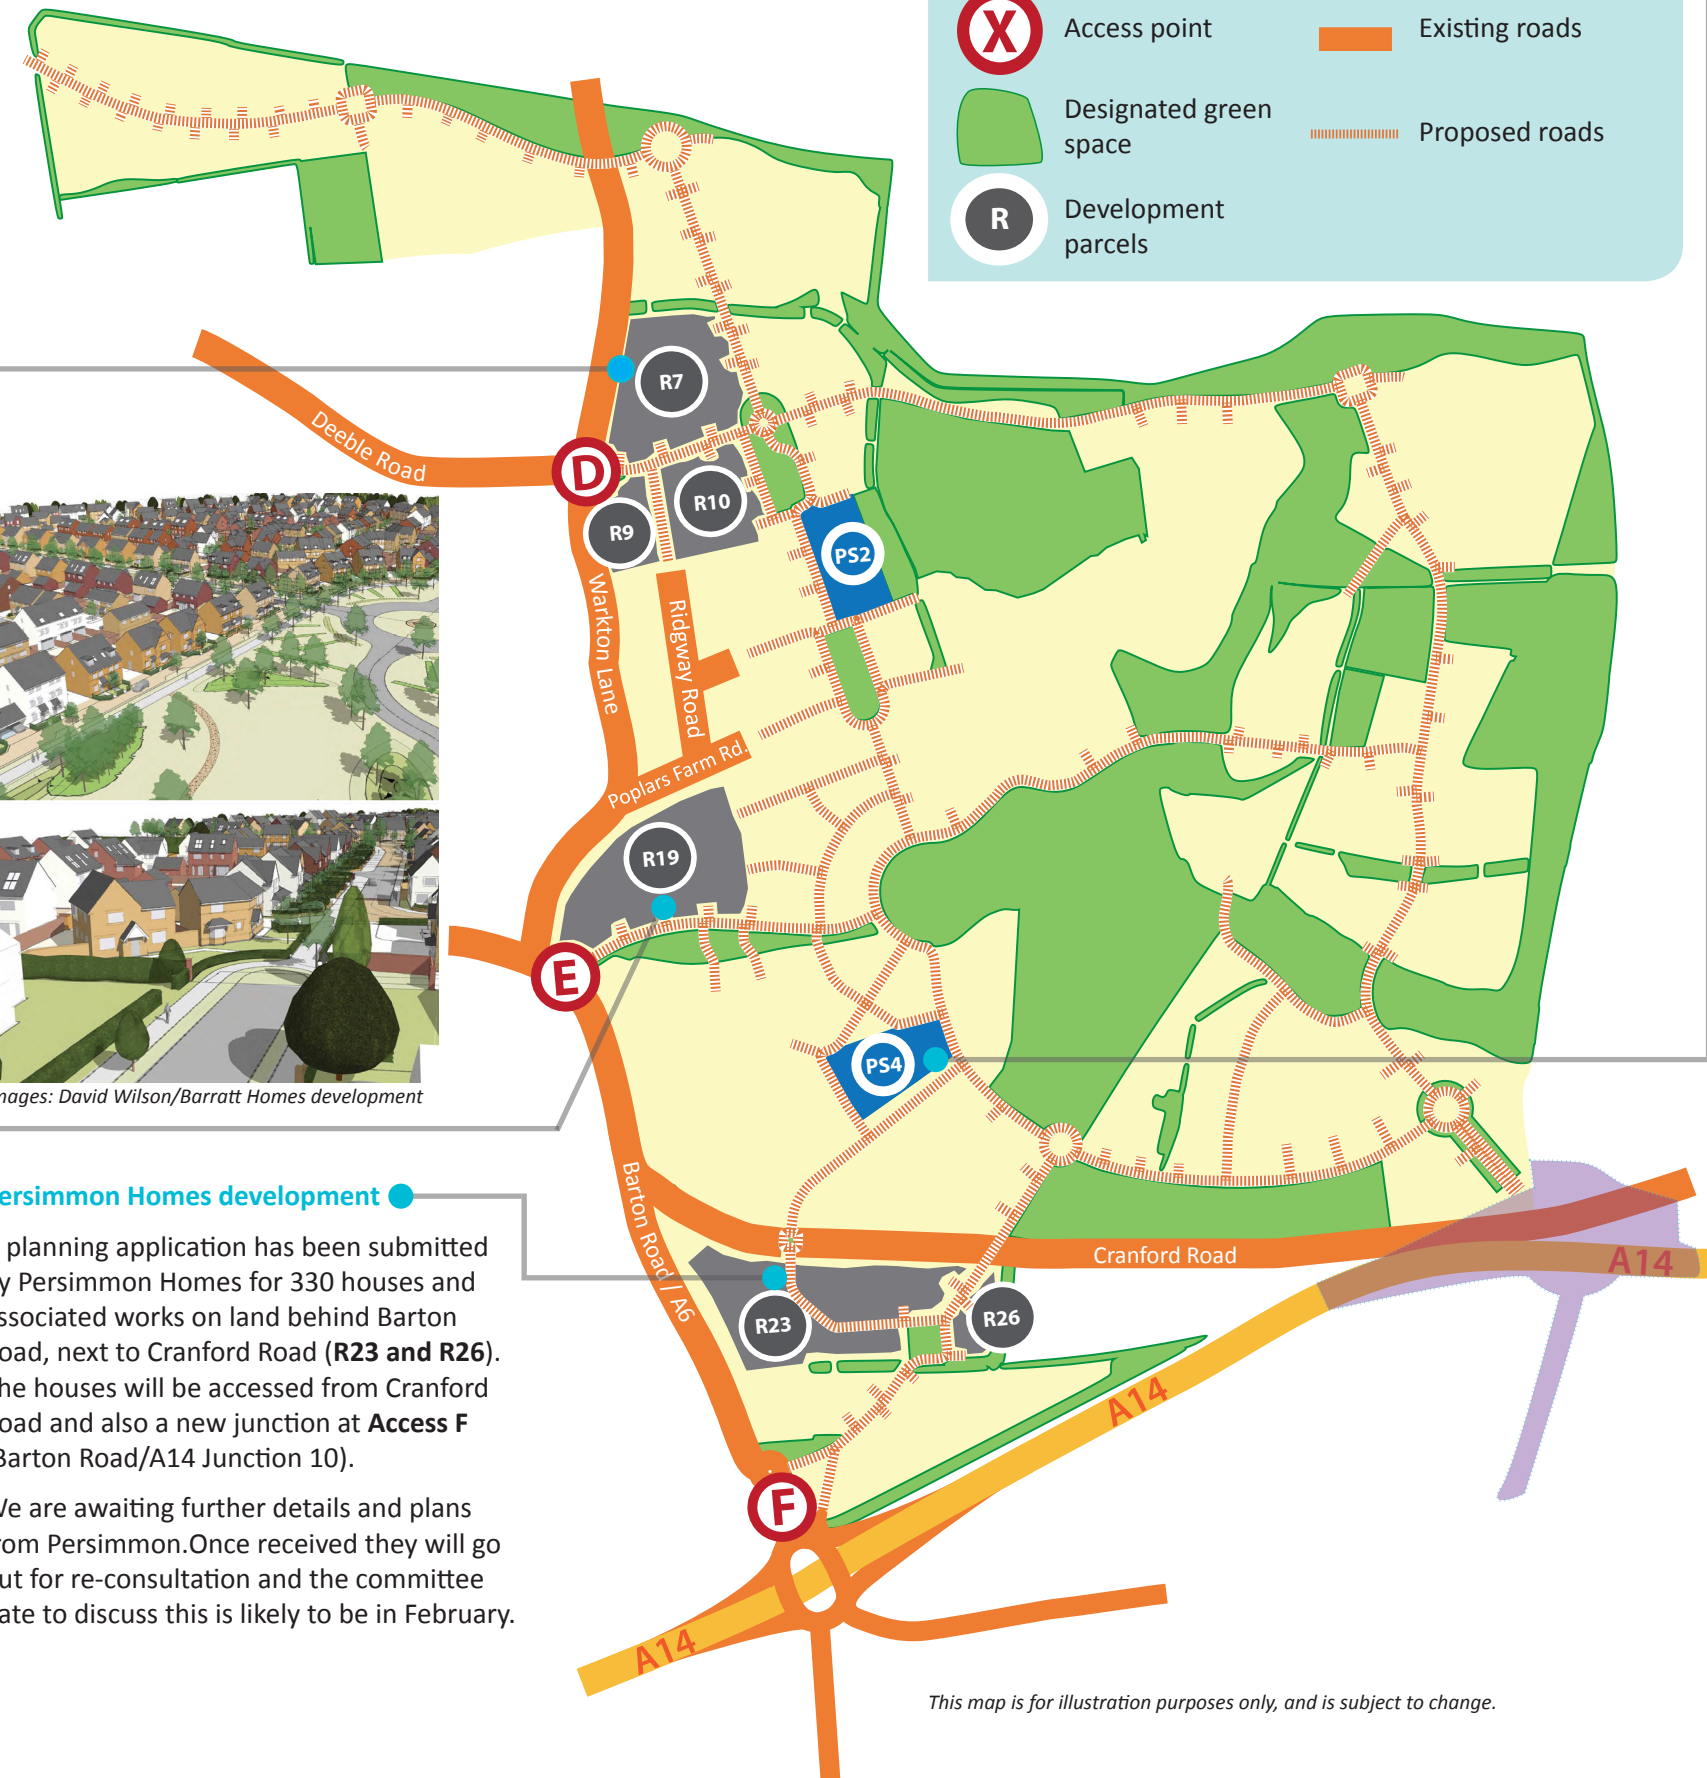 X
Access point
Existing roads
Designated green
space
Proposed roads
R
Development
parcels
R7
Deeble Road
D
R10
R9
PS2
Warkton Lane
Ridgway Road
Poplars Farm Rd.
R19
E
PS4
mages: David Wilson/Barratt Homes development
ersimmon Homes development
planning application has been submitted
y Persimmon Homes for 330 houses and
ssociated works on land behind Barton
oad, next to Cranford Road (R23 and R26).
he houses will be accessed from Cranford
oad and also a new junction at Access F
Barton Road/A14 Junction 10).
We are awaiting further details and plans
rom Persimmon.Once received they will go
ut for re-consultation and the committee
ate to discuss this is likely to be in February.
Barton Road / A6
Cranford Road
A14
R23
R26
A14
F
A14
This map is for illustration purposes only, and is subject to change.